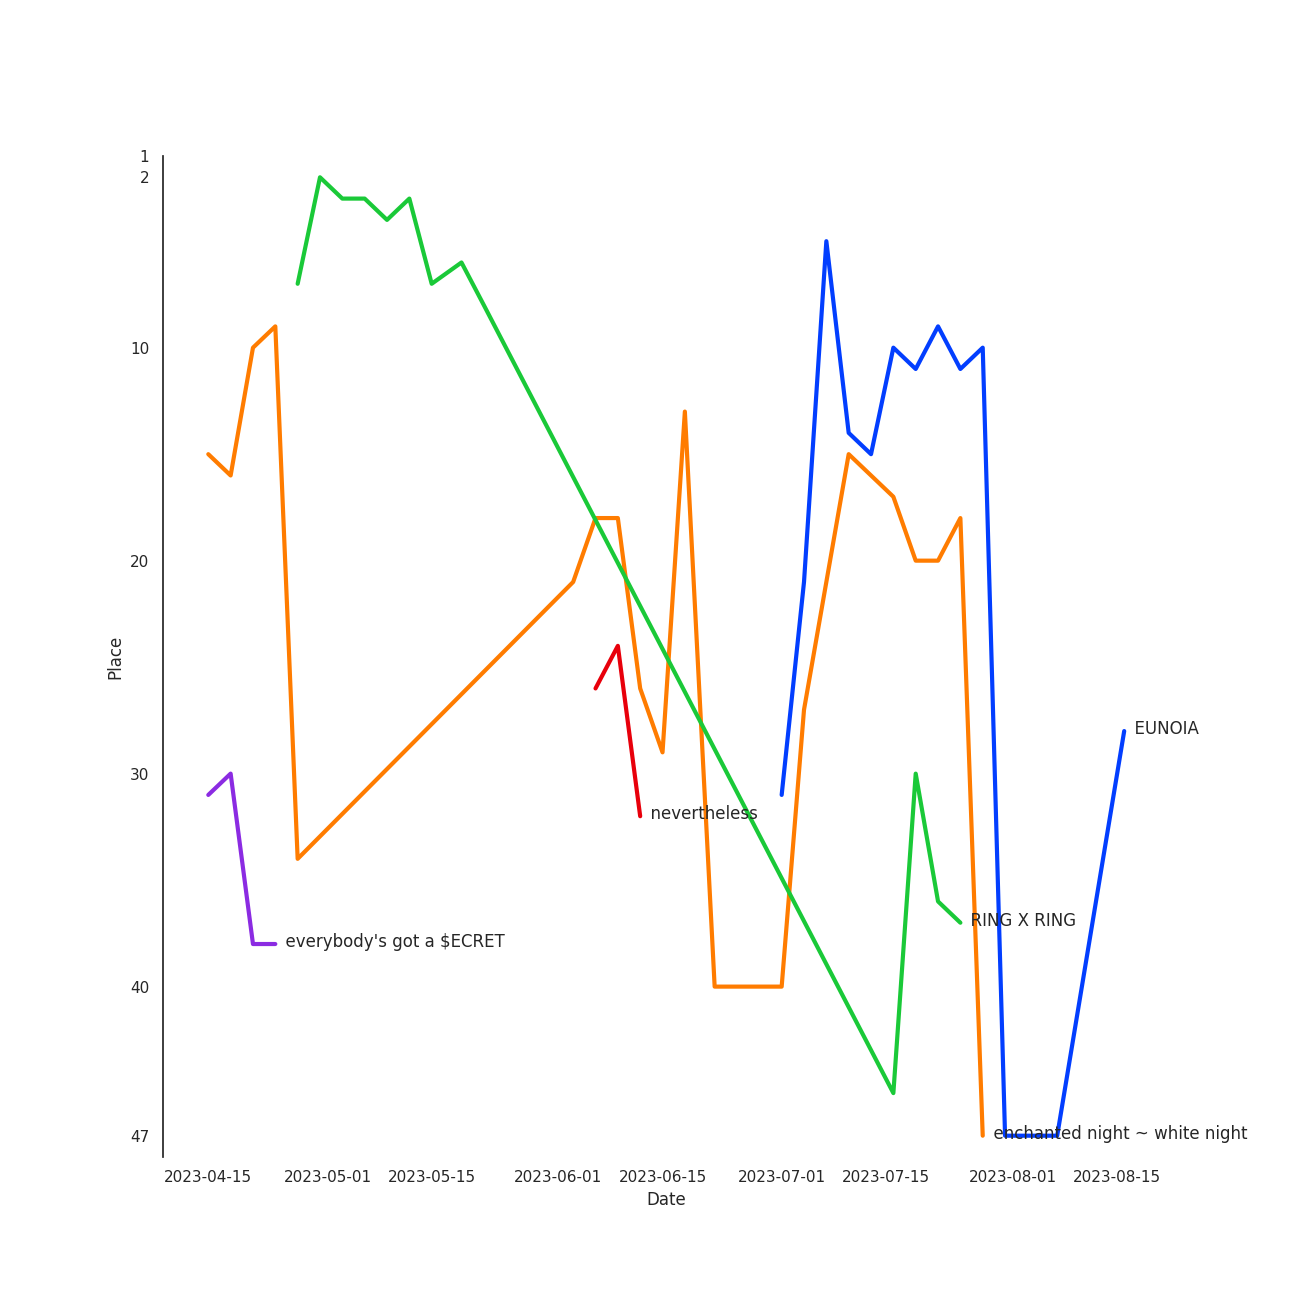 1
2
10
20
30
40
47
Place
EUNOIA
nevertheless
RING X RING
everybody's got a $ECRET
enchanted night ~ white night
2023-04-15 2023-05-01 2023-05-15 2023-06-01 2023-06-15 2023-07-01 2023-07-15 2023-08-01 2023-08-15
Date